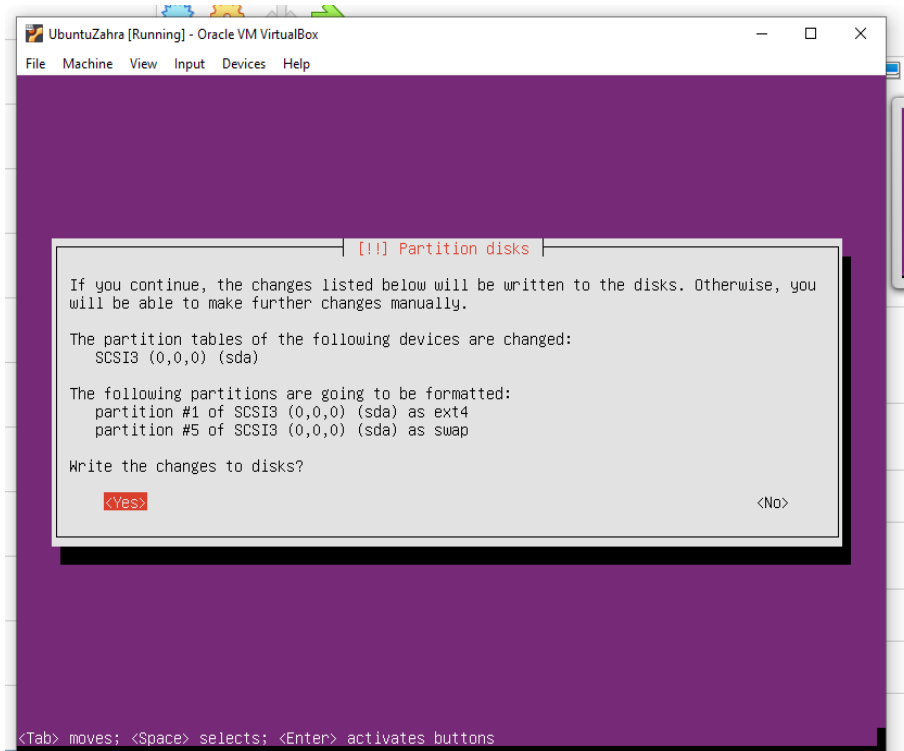 UbuntuZahra [Running] - Oracle VM VirtualBox
File Machine View Input Devices Help
[!!] Partition disks
If you continue, the changes listed below will be written to the disks. Otherwise, you
will be able to make further changes manually.
The partition tables of the following devices are changed:
SCSI3 (0,0,0) (sda)
The following partitions are going to be formatted:
partition #1 of SCSI3 (0,0,0) (sda) as ext4
partition #5 of SCSI3 (0,0,0) (sda) as swap
Write the changes to disks?
<Yes> <No>
<Tab> moves; <Space> selects; <Enter> activates buttons